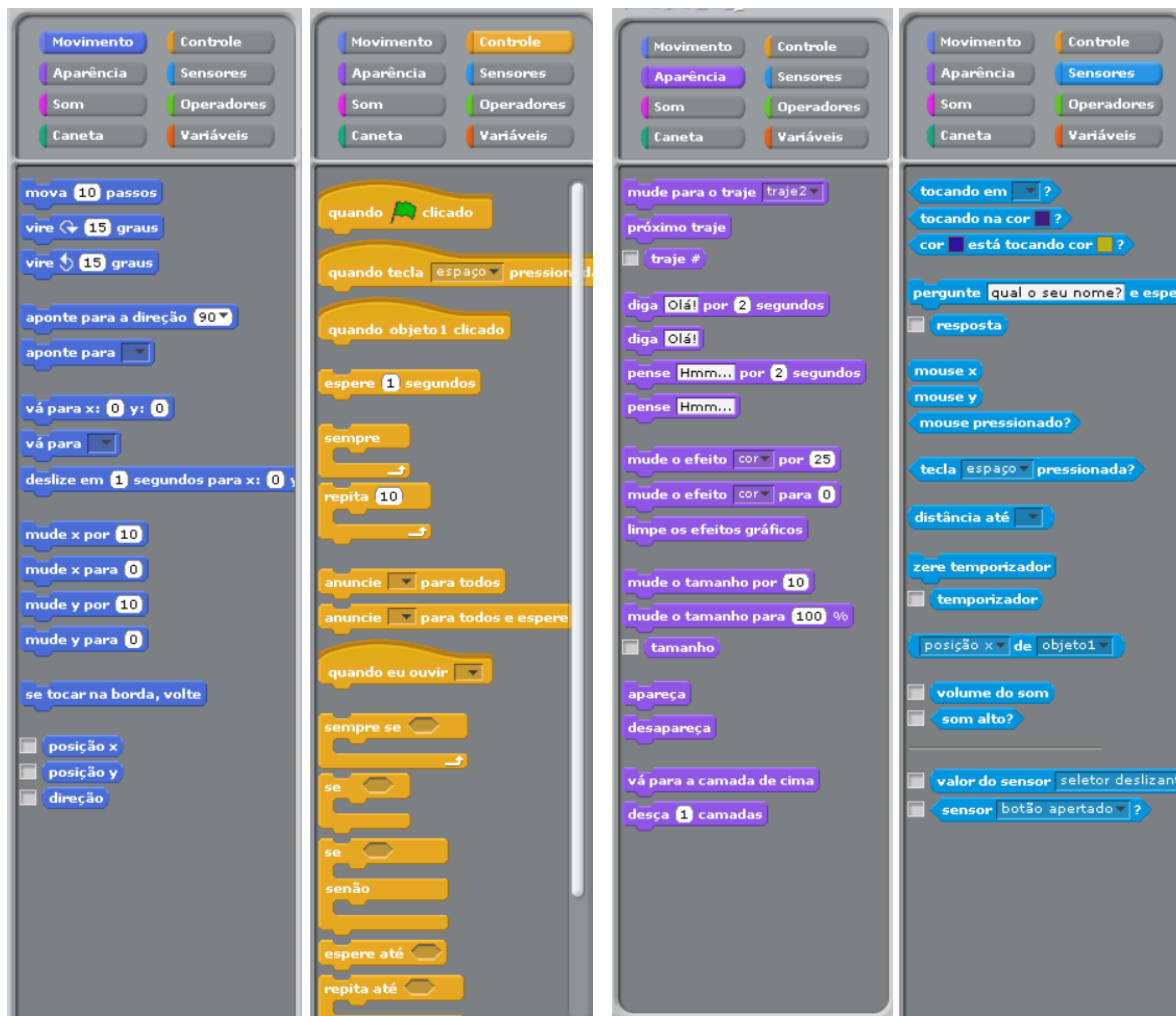 Movimento Controle
Aparência Sensores
Som Operadores
Caneta Variáveis
mova 10 passos
vire 15 graus
vire 15 graus
aponte para a direção 90
aponte para
vá para x: 0 y: 0
vá para
deslize em 1 segundos para x: 0 y
mude x por 10
mude x para 0
mude y por 10
mude y para 0
se tocar na borda, volte
posição x
posição y
direção
Movimento Controle
Aparência Sensores
Som Operadores
Caneta Variáveis
quando clicado
quando tecla espaço pressionada
quando objeto1 clicado
espere 1 segundos
sempre
repita 10
anuncie para todos
anuncie para todos e espere
quando eu ouvir
sempre se
se
se
senão
espere até
repita até
Movimento Controle
Aparência Sensores
Som Operadores
Caneta Variáveis
mude para o traje traje2
próximo traje
traje #
diga Olá! por 2 segundos
diga Olá!
pense Hmm... por 2 segundos
pense Hmm...
mude o efeito cor por 25
mude o efeito cor para 0
limpe os efeitos gráficos
mude o tamanho por 10
mude o tamanho para 100 %
tamanho
apareça
desapareça
vá para a camada de cima
desça 1 camadas
Movimento Controle
Aparência Sensores
Som Operadores
Caneta Variáveis
tocando em ?
tocando na cor ?
cor está tocando cor ?
pergunte qual o seu nome? e espe
resposta
mouse x
mouse y
mouse pressionado?
tecla espaço pressionada?
distância até
zere temporizador
temporizador
posição x de objeto1
volume do som
som alto?
valor do sensor seletor deslizant
sensor botão apertado ?